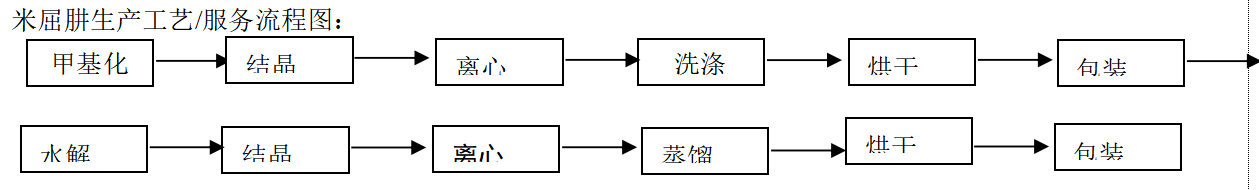 米屈肼生产工艺/服务流程图：
甲基化
结晶
离心
洗涤
烘干
包装
水解
结晶
离心
蒸馏
烘干
包装